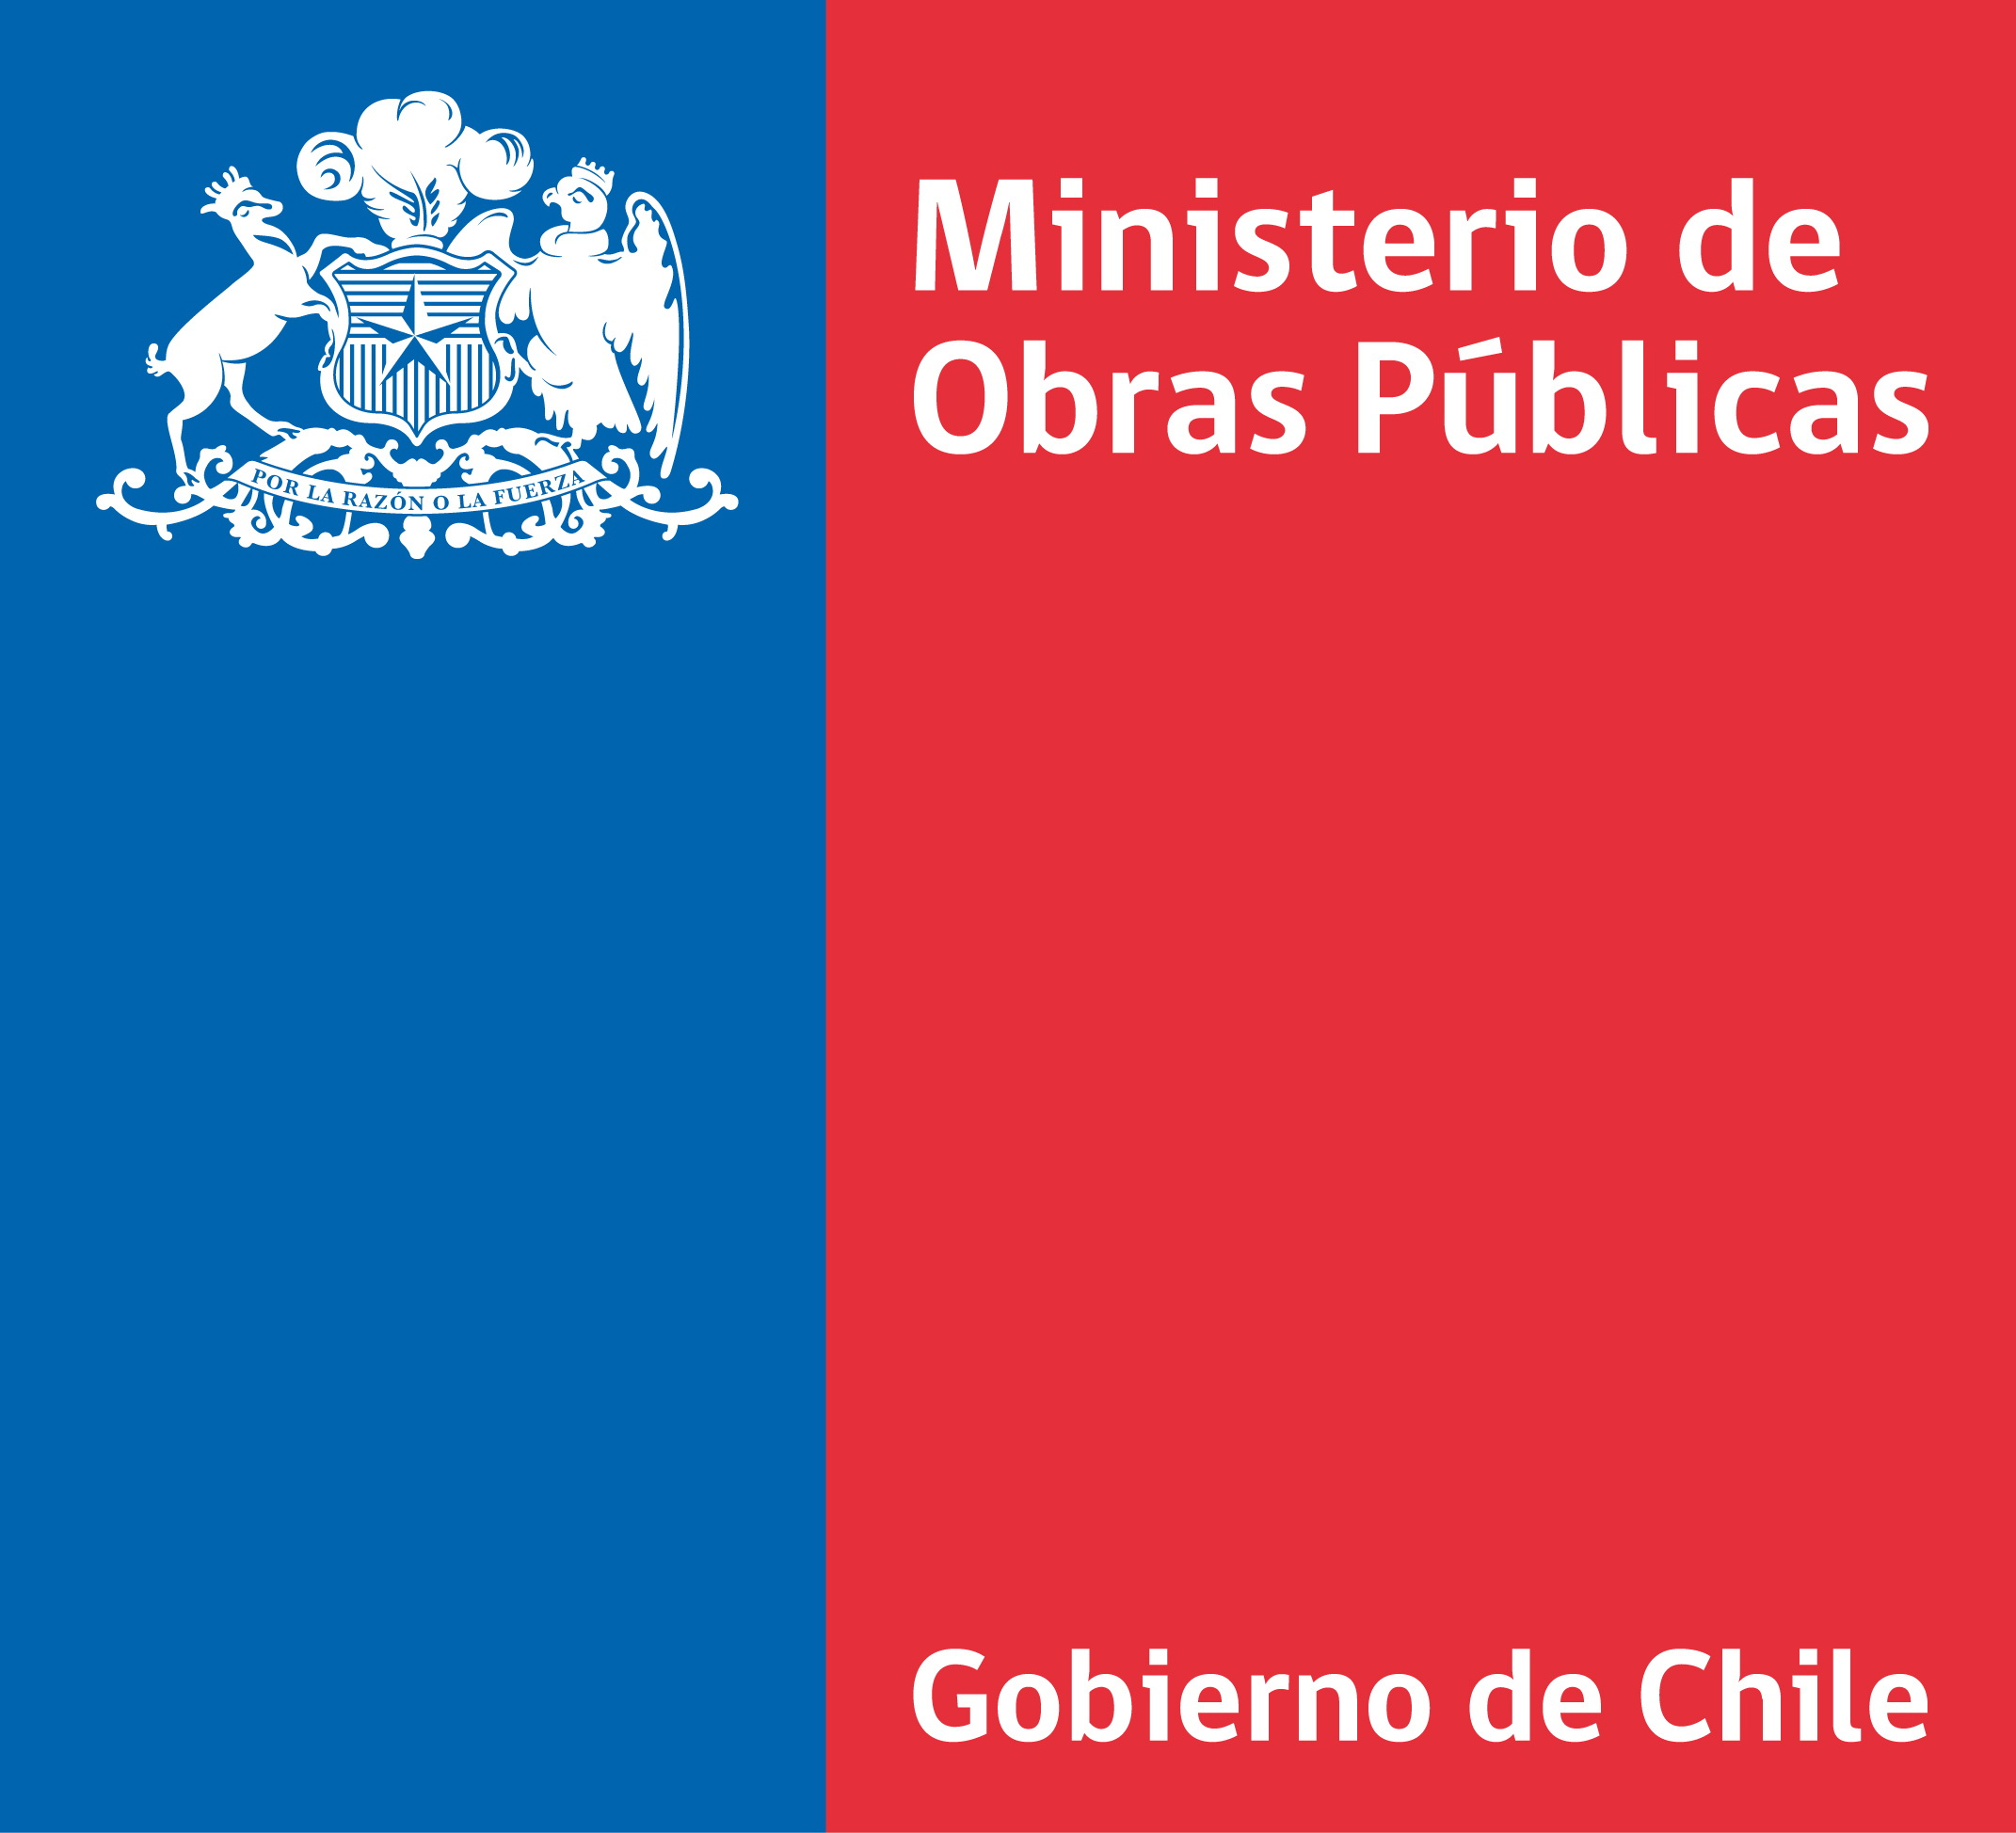 POR LA RAZÓN O LA FUERZA
Ministerio de
Obras Públicas
Gobierno de Chile